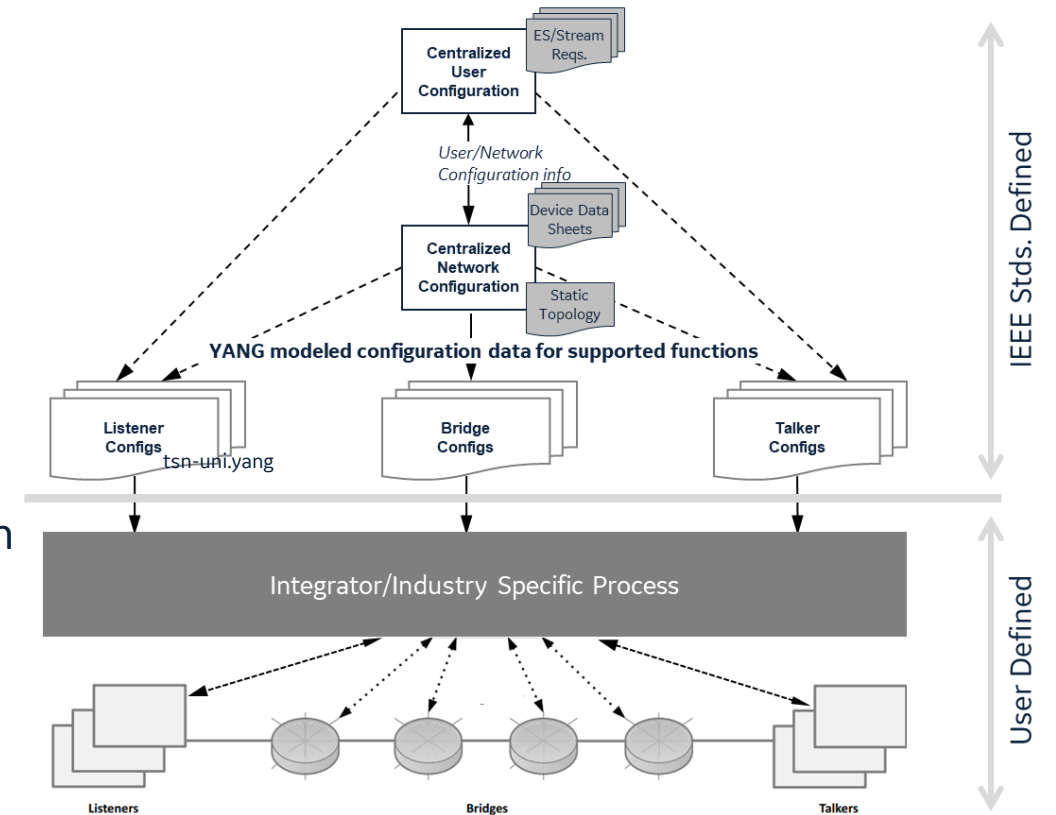 ES/Stream
Reqs.
Centralized
User
Configuration
User/Network
Configuration info
Device Data
Sheets
Centralized
Network
Configuration
Static
Topology
YANG modeled configuration data for supported functions
Listener
Configs
tsn-uni.yang
Bridge
Configs
Talker
Configs
IEEE Stds. Defined
n
Integrator/Industry Specific Process
User Defined
Listeners
Bridges
Talkers